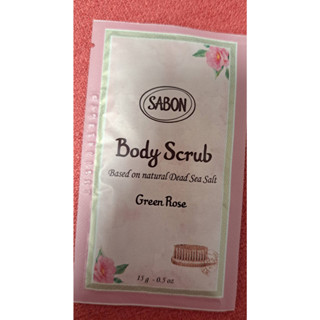 SABON
Body Scrub
Based on natural Dead Sea Salt
Green Rose
15 g - 0.5 oz